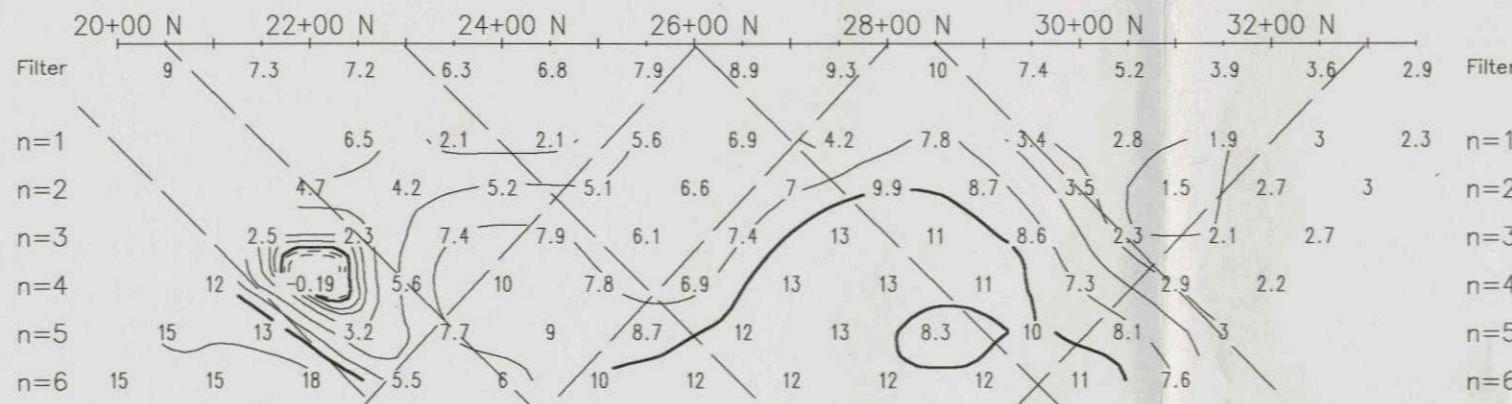 20+00 N 22+00 N 24+00 N 26+00 N 28+00 N 30+00 N 32+00 N
Filter 9 7.3 7.2 6.3 6.8 7.9 8.9 9.3 10 7.4 5.2 3.9 3.6 2.9 Filter
n=1 6.5 2.1 2.1 5.6 6.9 4.2 7.8 3.4 2.8 1.9 3 2.3 n=1
n=2 4.7 4.2 5.2 5.1 6.6 7 9.9 8.7 3.5 1.5 2.7 3 n=2
n=3 2.5 2.3 7.4 7.9 6.1 7.4 13 11 8.6 2.3 2.1 2.7 n=3
n=4 12 -0.19 5.6 10 7.8 6.9 13 13 11 7.3 2.9 2.2 n=4
n=5 15 13 3.2 7.7 9 8.7 12 13 8.3 10 8.1 3 n=5
n=6 15 15 18 5.5 6 10 12 12 12 12 11 7.6 n=6